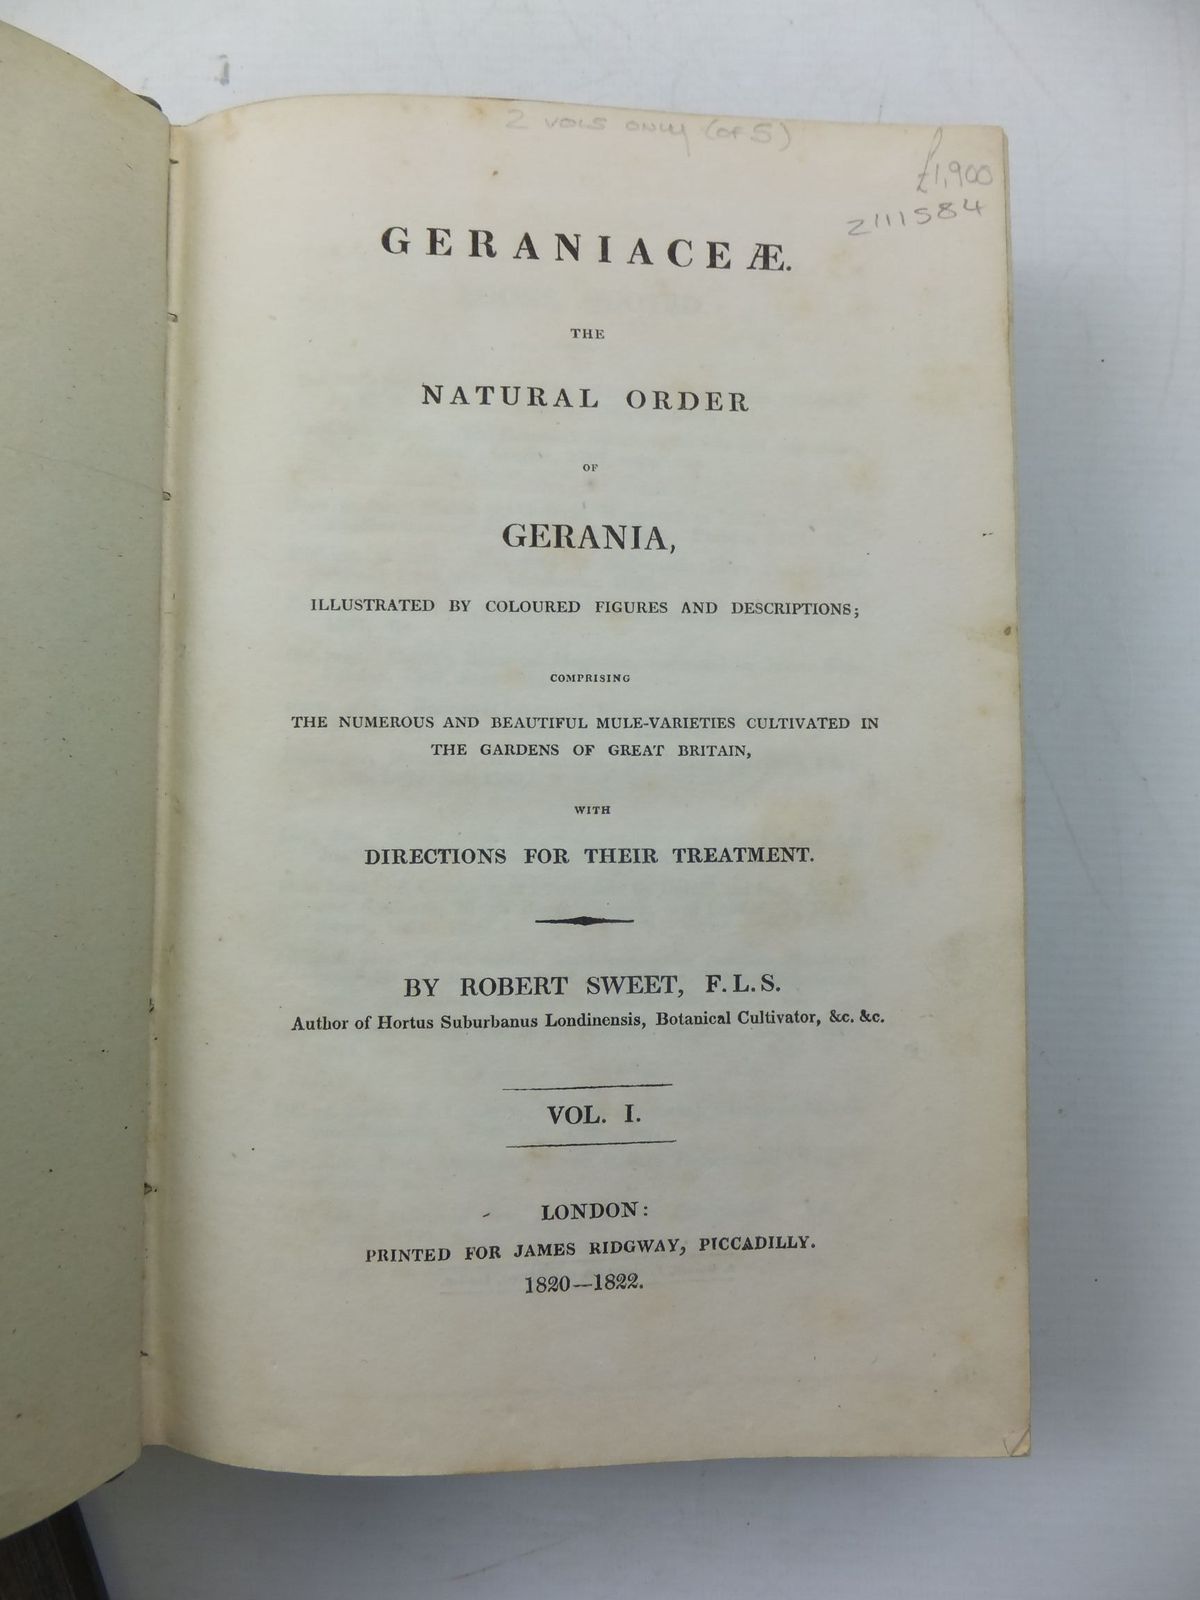 2 VOLS ONLY (OF 5)
£1,900
2111584
GERANIACEÆ.
THE
NATURAL ORDER
OF
GERANIA,
ILLUSTRATED BY COLOURED FIGURES AND DESCRIPTIONS;
COMPRISING
THE NUMEROUS AND BEAUTIFUL MULE-VARIETIES CULTIVATED IN
THE GARDENS OF GREAT BRITAIN,
WITH
DIRECTIONS FOR THEIR TREATMENT.
BY ROBERT SWEET, F.L.S.
Author of Hortus Suburbanus Londinensis, Botanical Cultivator, &c. &c.
VOL. I.
LONDON:
PRINTED FOR JAMES RIDGWAY, PICCADILLY.
1820—1822.